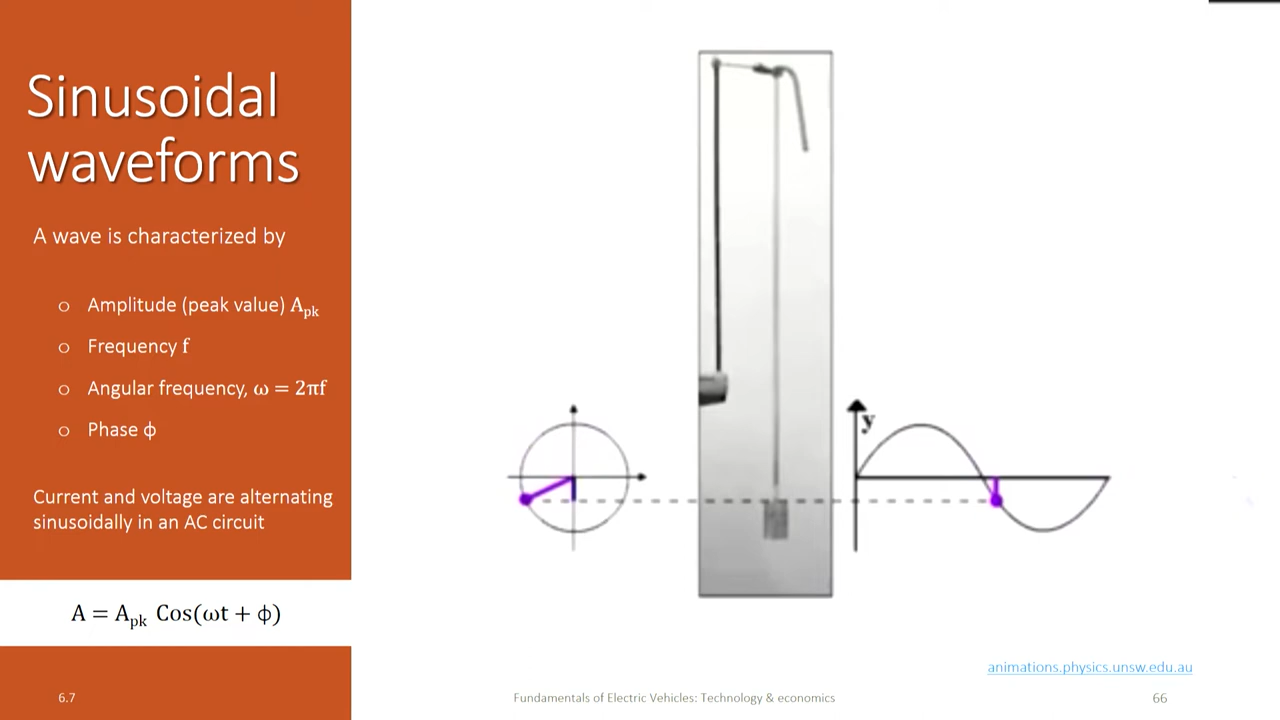 Sinusoidal
waveforms
A wave is characterized by
o Amplitude (peak value) Apk
o Frequency f
o Angular frequency, ω = 2πf
o Phase ϕ
Current and voltage are alternating
sinusoidally in an AC circuit
A = Apk Cos(ωt + ϕ)
y
animations.physics.unsw.edu.au
6.7
Fundamentals of Electric Vehicles: Technology & economics
66